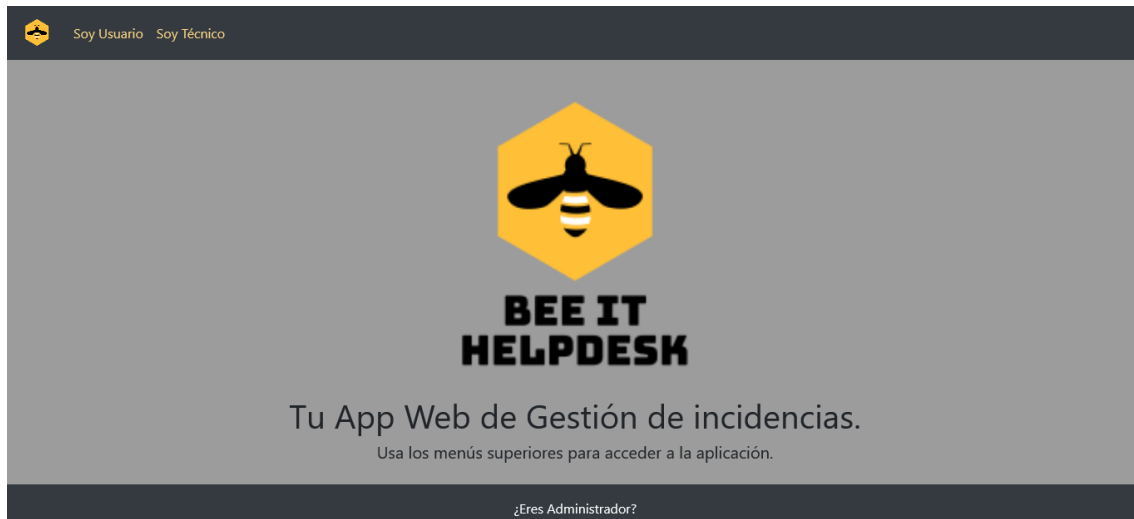 Soy Usuario Soy Técnico
BEE IT
HELPDESK
Tu App Web de Gestión de incidencias.
Usa los menús superiores para acceder a la aplicación.
¿Eres Administrador?